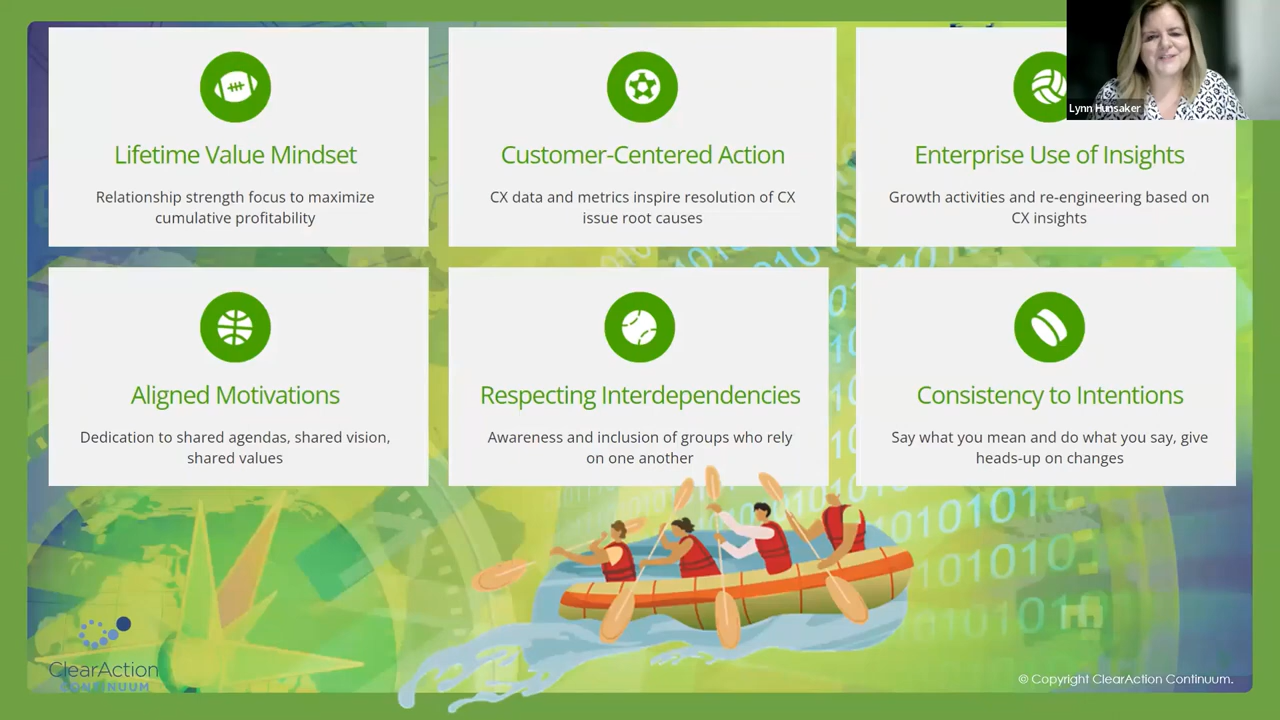 Lynn Hunsaker
Lifetime Value Mindset
Relationship strength focus to maximize
cumulative profitability
Customer-Centered Action
CX data and metrics inspire resolution of CX
issue root causes
Enterprise Use of Insights
Growth activities and re-engineering based on
CX insights
Aligned Motivations
Dedication to shared agendas, shared vision,
shared values
Respecting Interdependencies
Awareness and inclusion of groups who rely
on one another
Consistency to Intentions
Say what you mean and do what you say, give
heads-up on changes
ClearAction
CONTINUUM
© Copyright ClearAction Continuum.